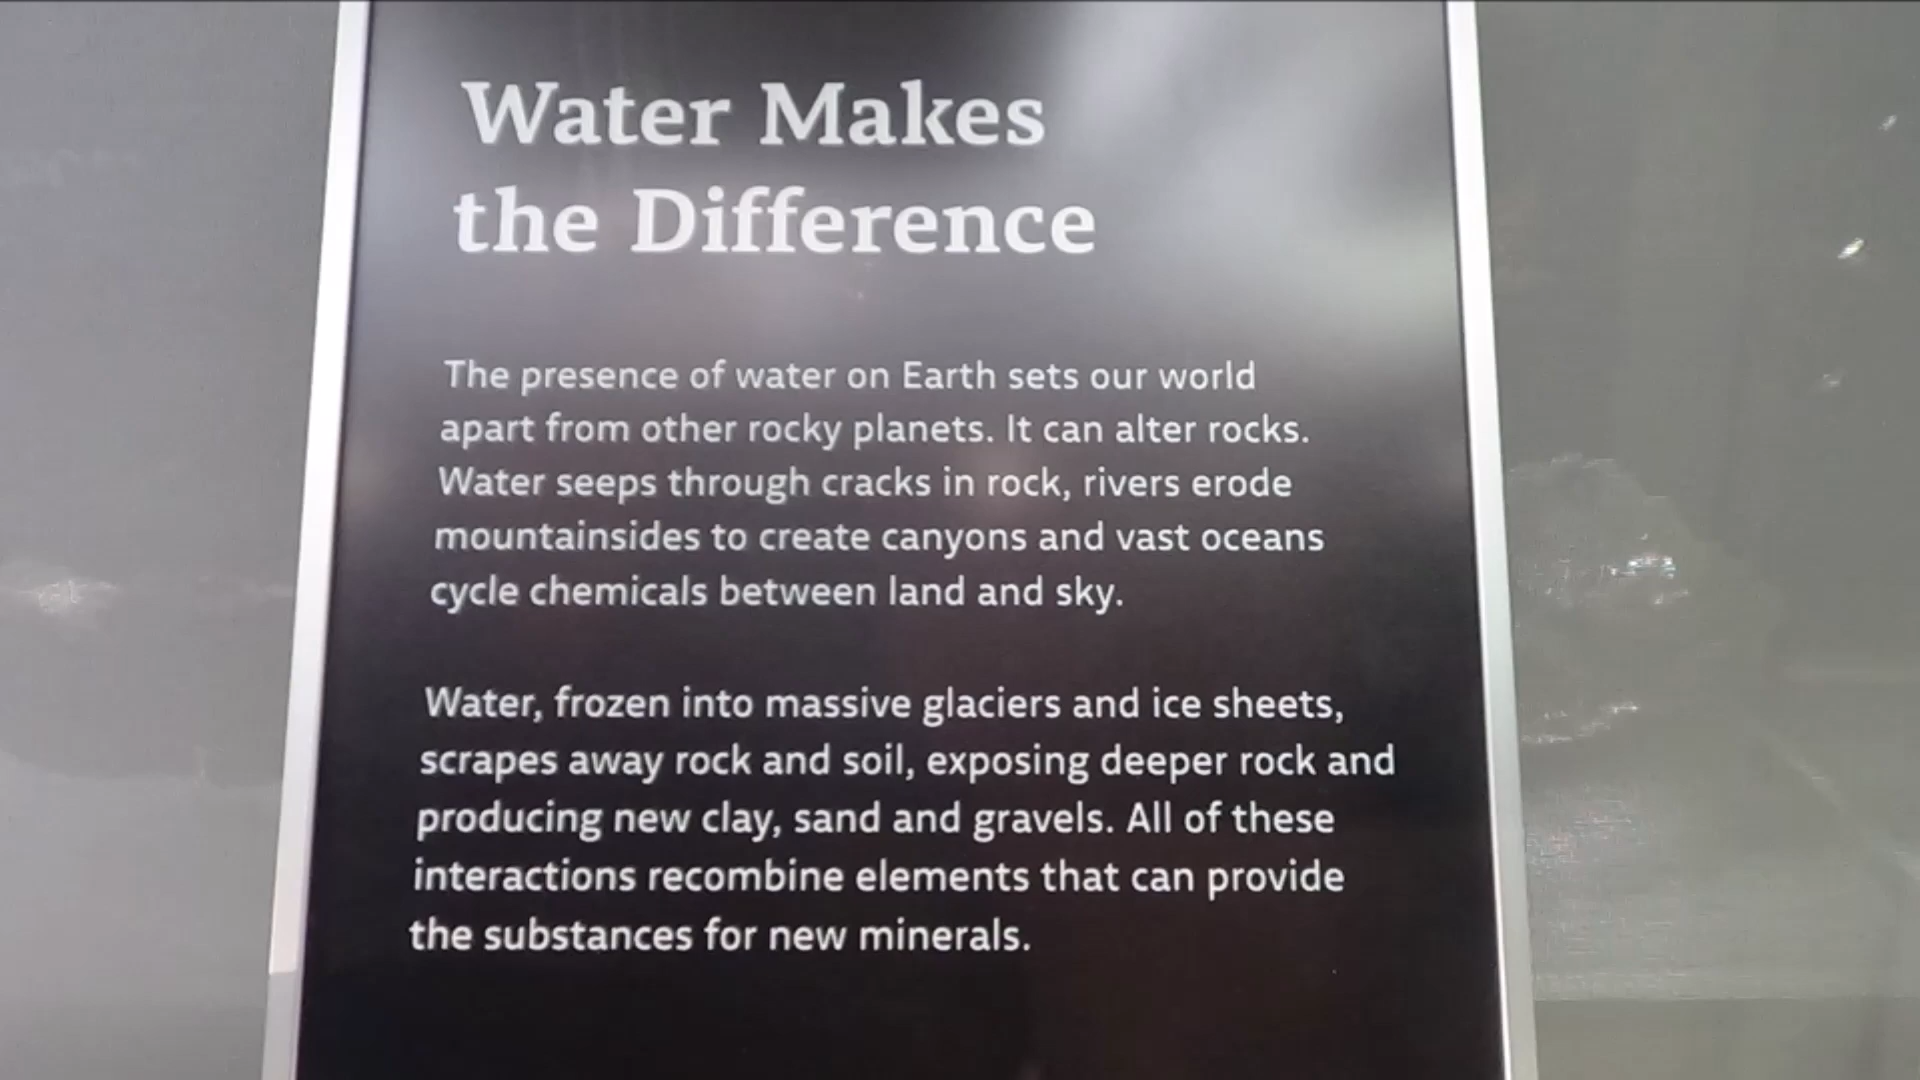 Water Makes
the Difference
The presence of water on Earth sets our world
apart from other rocky planets. It can alter rocks.
Water seeps through cracks in rock, rivers erode
mountainsides to create canyons and vast oceans
cycle chemicals between land and sky.
Water, frozen into massive glaciers and ice sheets,
scrapes away rock and soil, exposing deeper rock and
producing new clay, sand and gravels. All of these
interactions recombine elements that can provide
the substances for new minerals.